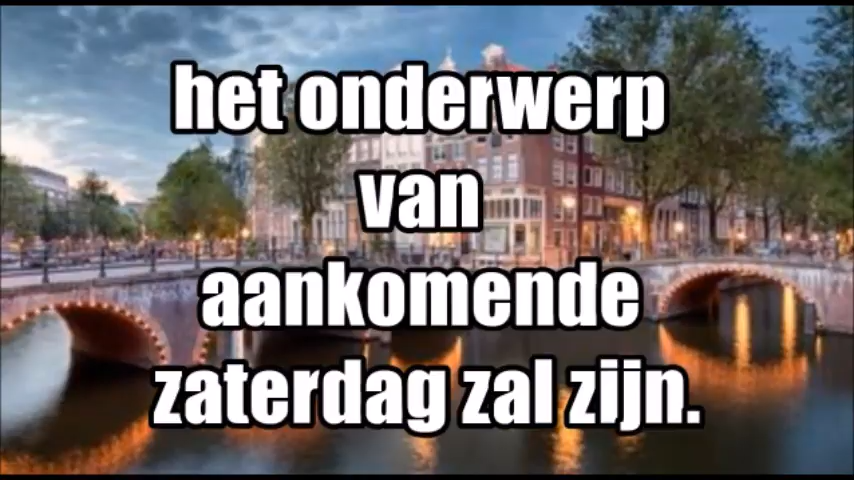 het onderwerp
van
aankomende
zaterdag zal zijn.